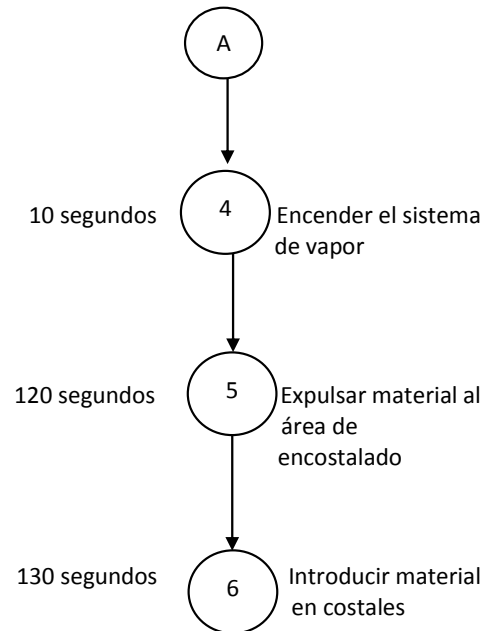 A
10 segundos
4
Encender el sistema
de vapor
120 segundos
5
Expulsar material al
área de
encostalado
130 segundos
6
Introducir material
en costales